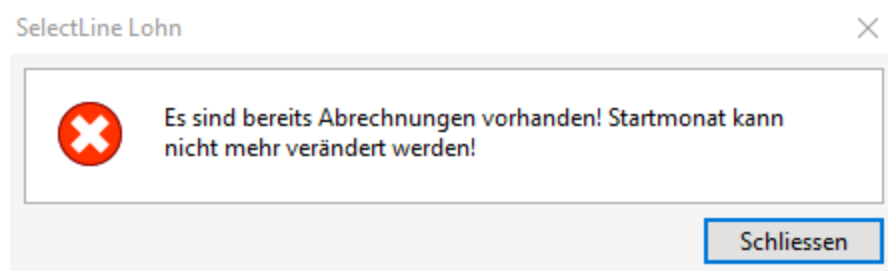 SelectLine Lohn
Es sind bereits Abrechnungen vorhanden! Startmonat kann
nicht mehr verändert werden!
Schliessen